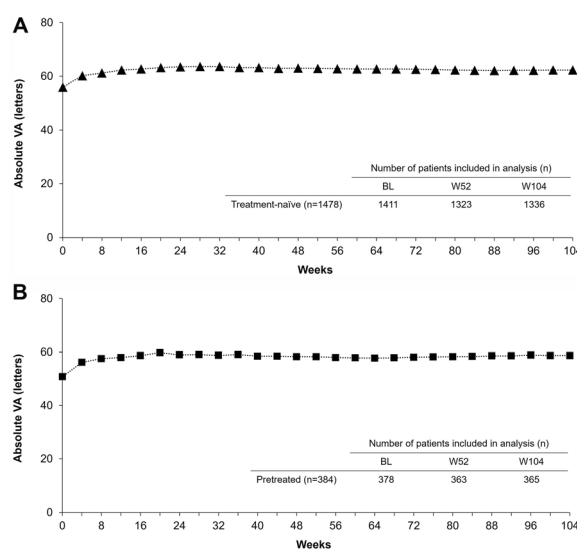 A
80
60
40
20
0
Absolute VA (letters)
Number of patients included in analysis (n)
BL W52 W104
Treatment-naïve (n=1478) 1411 1323 1336
0 8 16 24 32 40 48 56 64 72 80 88 96 104
Weeks
B
80
60
40
20
0
Absolute VA (letters)
Number of patients included in analysis (n)
BL W52 W104
Pretreated (n=384) 378 363 365
0 8 16 24 32 40 48 56 64 72 80 88 96 104
Weeks